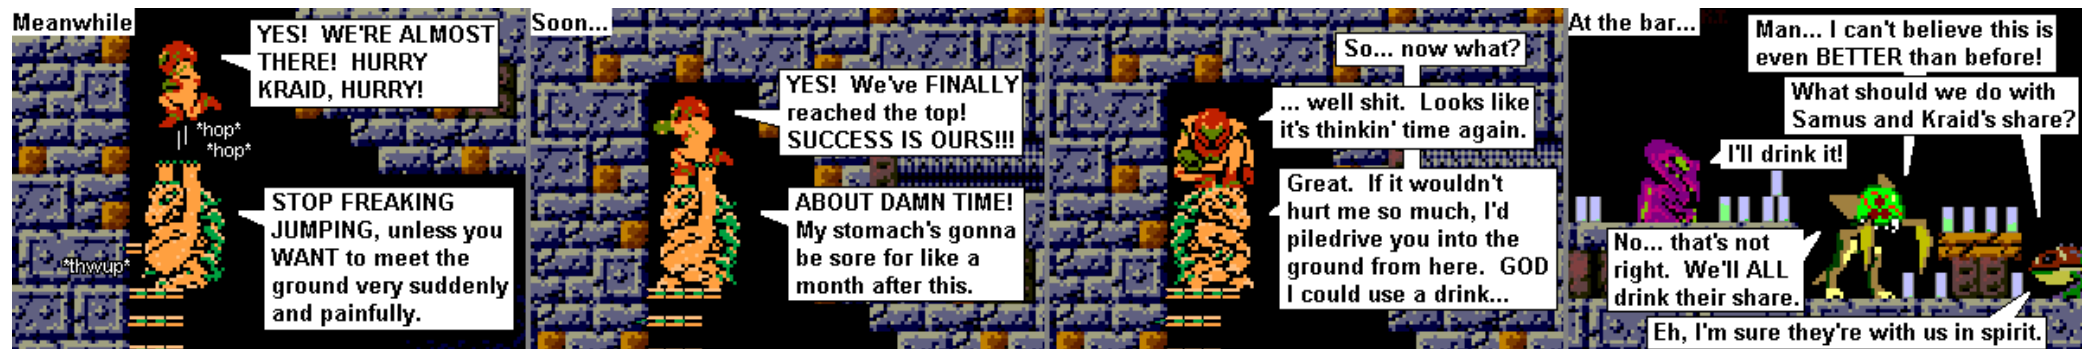 Meanwhile
YES!  WE'RE ALMOST
THERE!  HURRY
KRAID, HURRY!
*hop*
*hop*
STOP FREAKING
JUMPING, unless you
WANT to meet the
ground very suddenly
and painfully.
*thwup*
Soon...
YES!  We've FINALLY
reached the top!
SUCCESS IS OURS!!!
ABOUT DAMN TIME!
My stomach's gonna
be sore for like a
month after this.
So... now what?
... well shit.  Looks like
it's thinkin' time again.
Great.  If it wouldn't
hurt me so much, I'd
piledrive you into the
ground from here.  GOD
I could use a drink...
At the bar...
Man... I can't believe this is
even BETTER than before!
What should we do with
Samus and Kraid's share?
I'll drink it!
No... that's not
right.  We'll ALL
drink their share.
Eh, I'm sure they're with us in spirit.